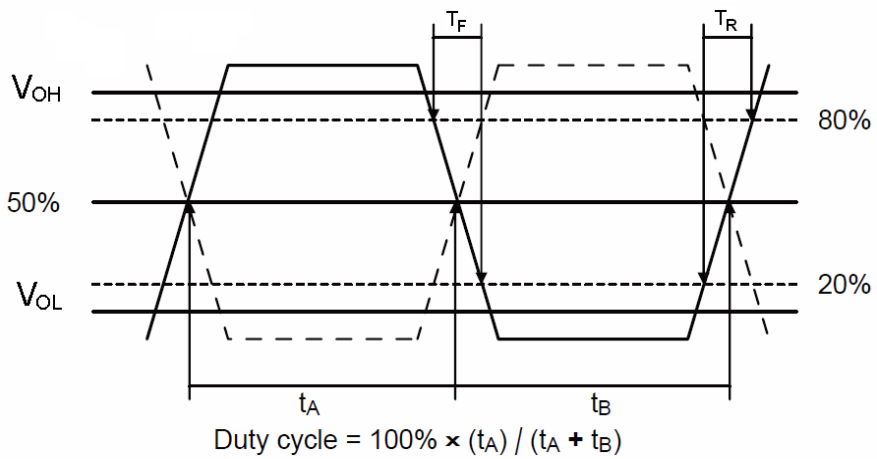 TF
TR
VOH
80%
50%
VOL
20%
tA
tB
Duty cycle = 100% × (tA) / (tA + tB)